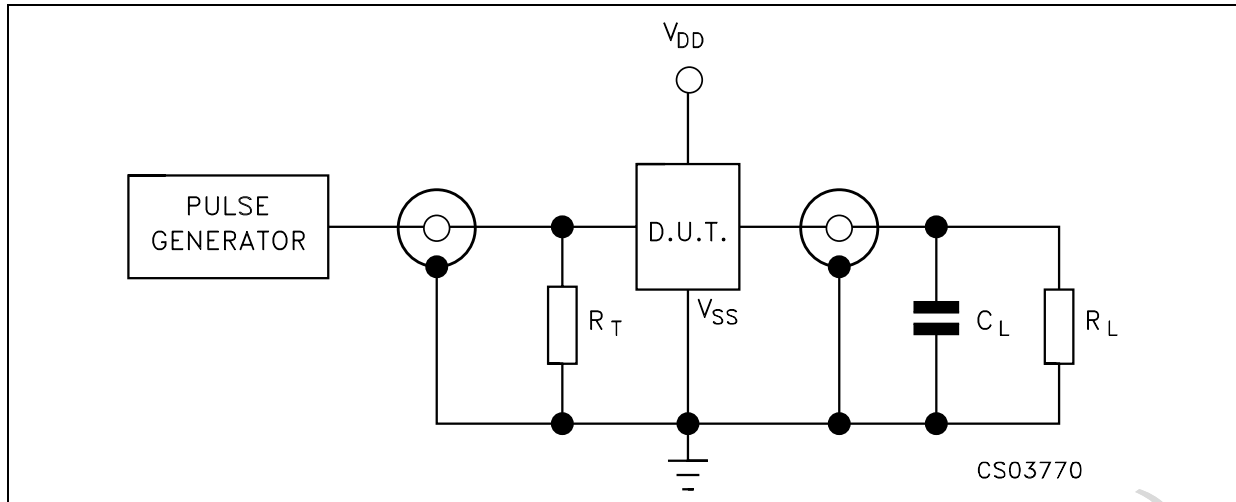 VDD
PULSE
GENERATOR
D.U.T.
VSS
RT
CL
RL
CS03770